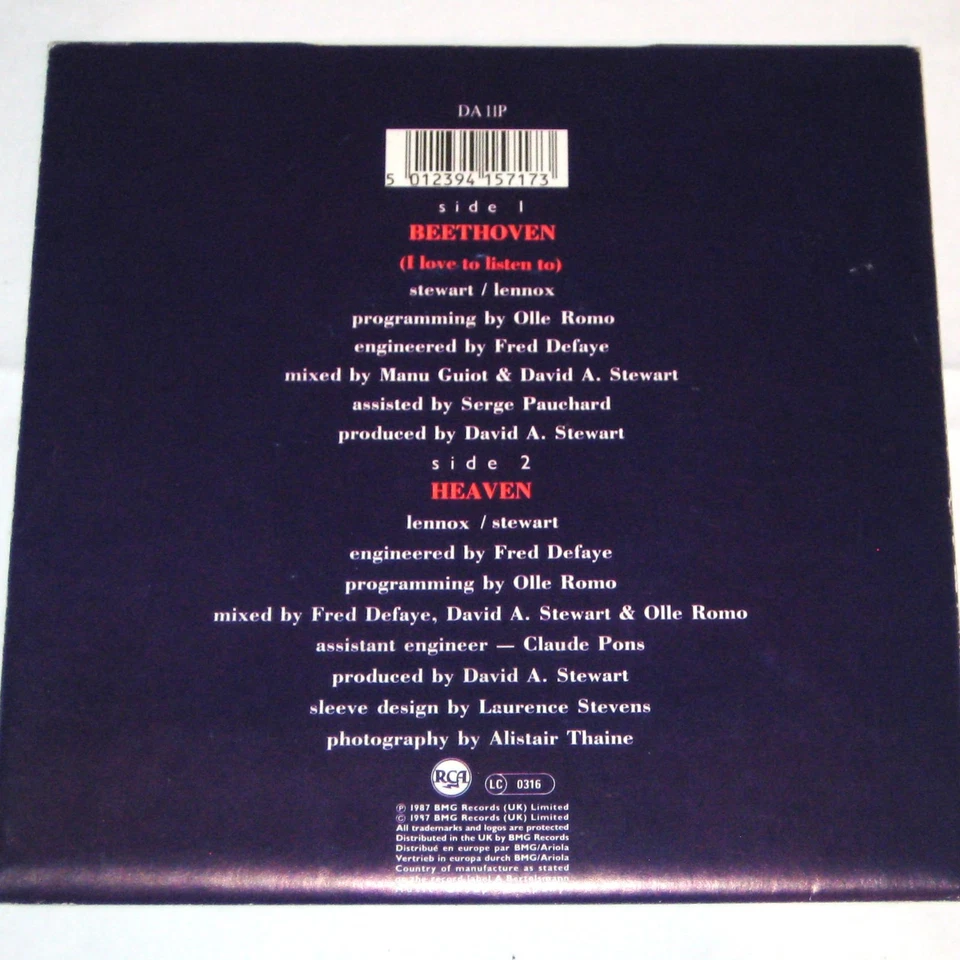 DA 11P
5 012394 157173
side 1
BEETHOVEN
(I love to listen to)
stewart / lennox
programming by Olle Romo
engineered by Fred Defaye
mixed by Manu Guiot & David A. Stewart
assisted by Serge Pauchard
produced by David A. Stewart
side 2
HEAVEN
lennox / stewart
engineered by Fred Defaye
programming by Olle Romo
mixed by Fred Defaye, David A. Stewart & Olle Romo
assistant engineer — Claude Pons
produced by David A. Stewart
sleeve design by Laurence Stevens
photography by Alistair Thaine
RCA LC 0316
℗ 1987 BMG Records (UK) Limited
© 1987 BMG Records (UK) Limited
All trademarks and logos are protected
Distributed in the UK by BMG Records
Distribué en europe par BMG/Ariola
Vertrieb in europa durch BMG/Ariola
Country of manufacture as stated
on the record label A Bertelsmann